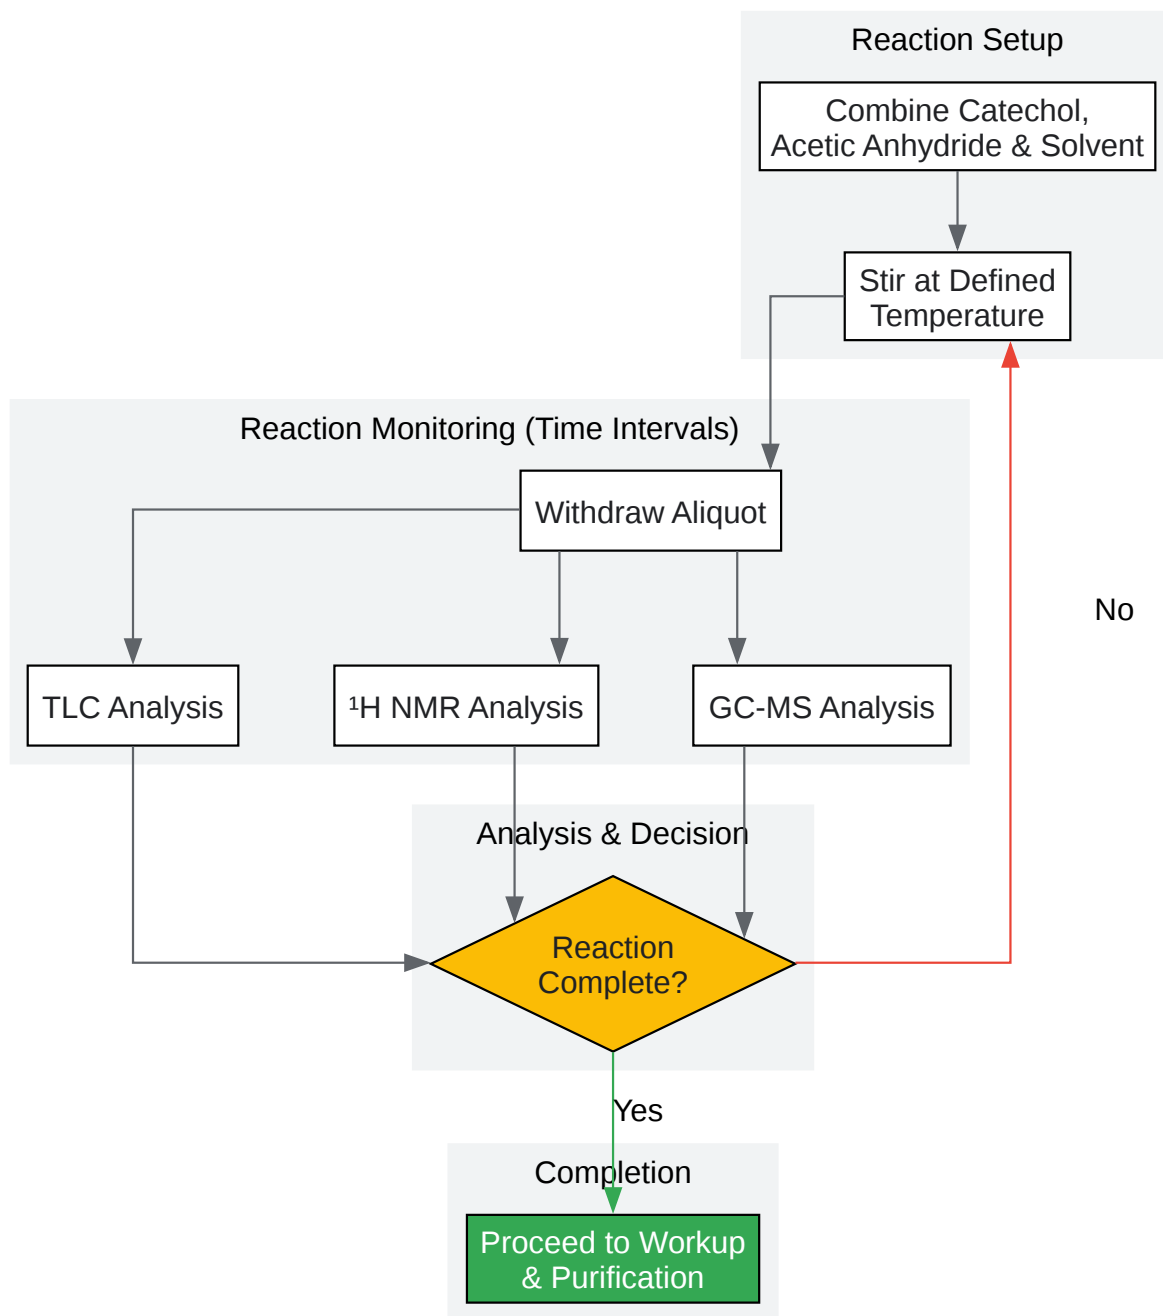 Reaction Setup
Combine Catechol,
Acetic Anhydride & Solvent
Stir at Defined
Temperature
Reaction Monitoring (Time Intervals)
Withdraw Aliquot
No
TLC Analysis
¹H NMR Analysis
GC-MS Analysis
Analysis & Decision
Reaction
Complete?
Yes
Completion
Proceed to Workup
& Purification